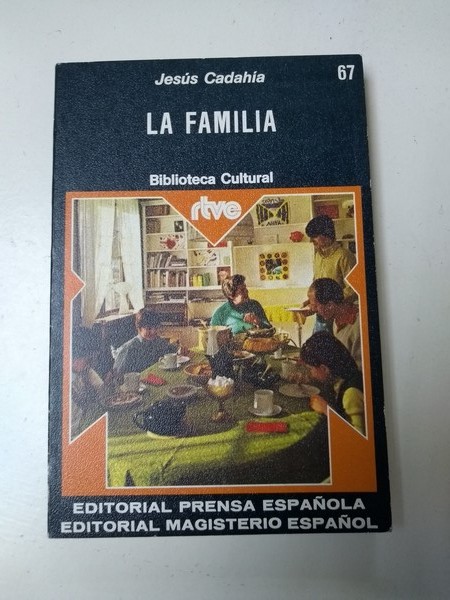 Jesús Cadahía
67
LA FAMILIA
Biblioteca Cultural
rtve
EDITORIAL PRENSA ESPAÑOLA
EDITORIAL MAGISTERIO ESPAÑOL